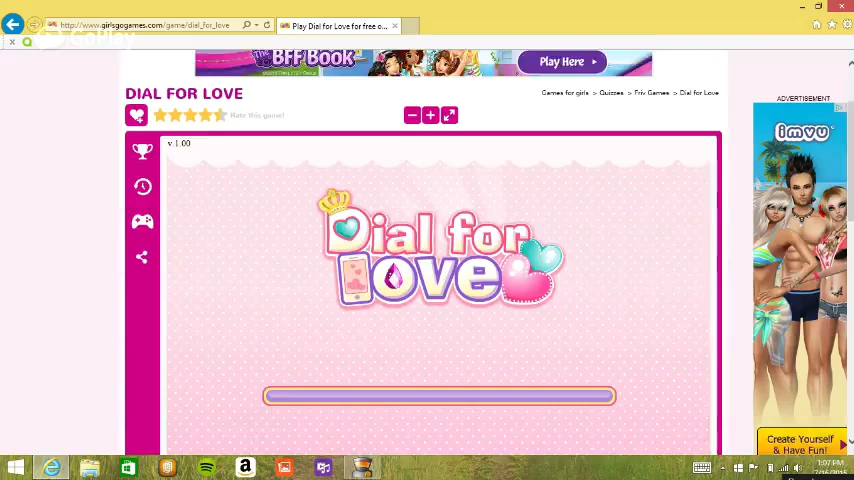 http://www.girlsgogames.com/game/dial_for_love
Play Dial for Love for free o...
GoPlay
The
BFF BOOK
Play Here
DIAL FOR LOVE
Games for girls > Quizzes > Friv Games > Dial for Love
Rate this game!
ADVERTISEMENT
v 1.00
imvu
Dial for
love
Create Yourself
& Have Fun!
1:07 PM